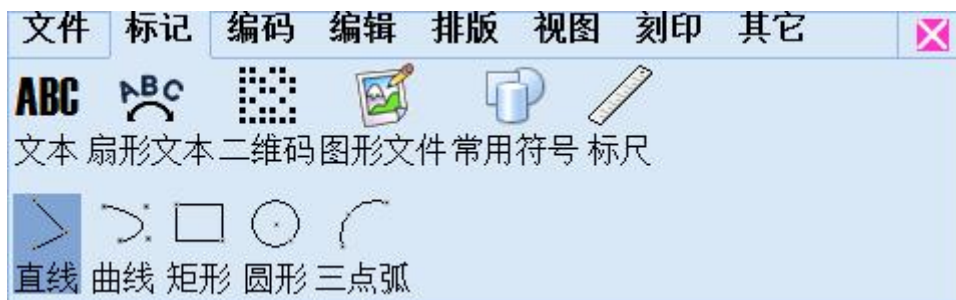 文件 标记 编码 编辑 排版 视图 刻印 其它
ABC ABC
文本 扇形文本 二维码 图形文件 常用符号 标尺
直线 曲线 矩形 圆形 三点弧